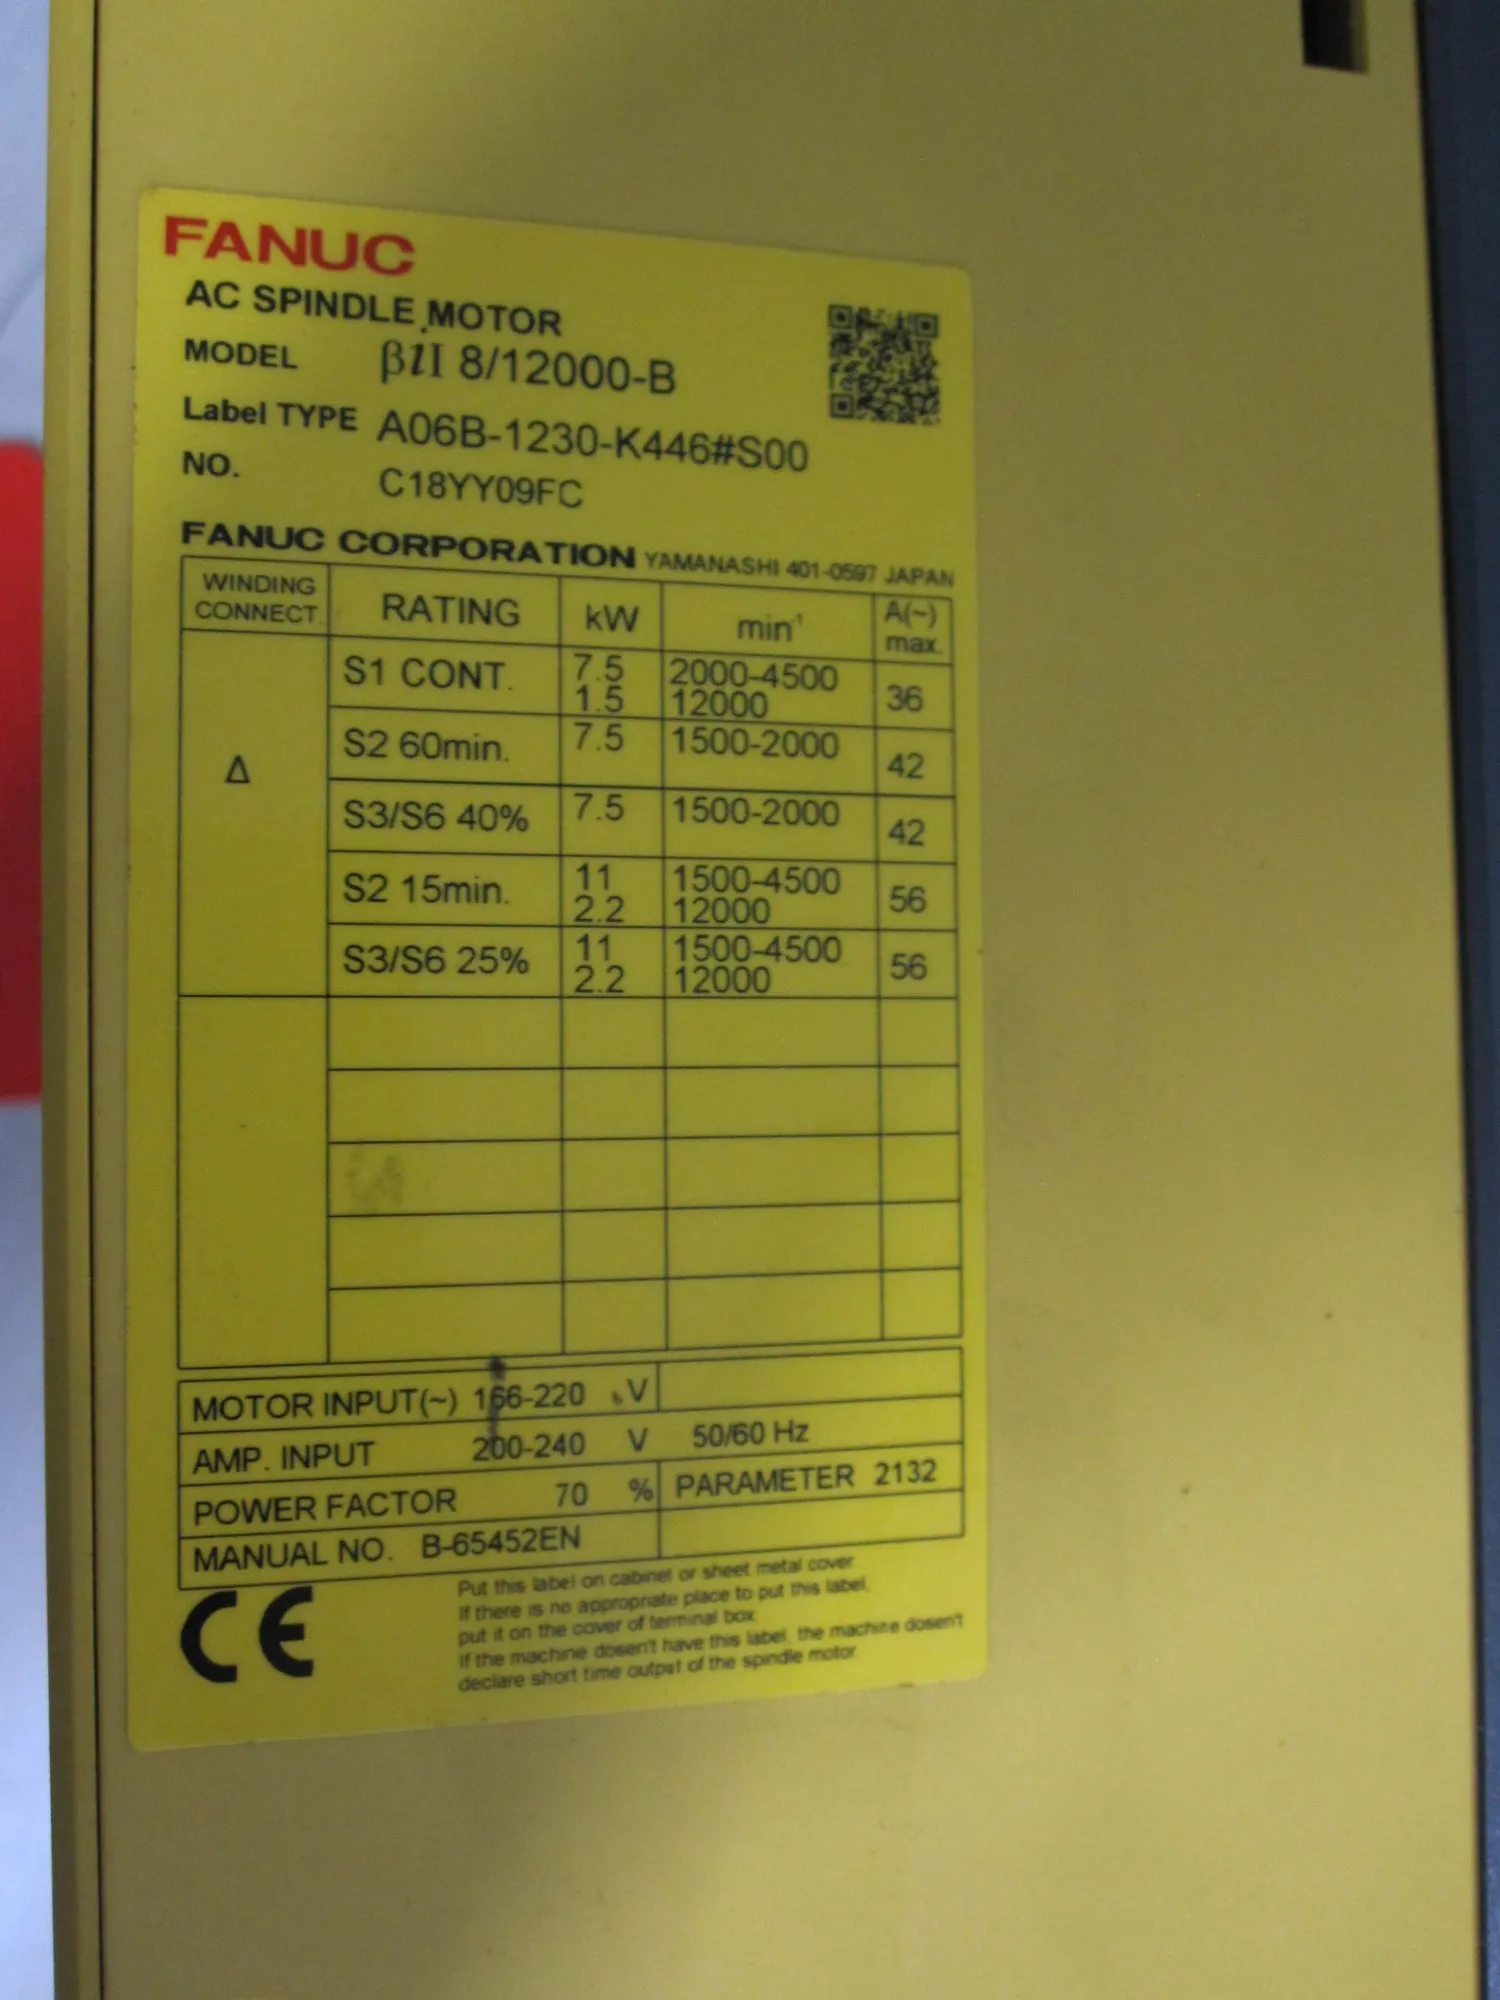 FANUC
AC SPINDLE MOTOR
MODEL βiI 8/12000-B
Label TYPE A06B-1230-K446#S00
NO. C18YY09FC
FANUC CORPORATION YAMANASHI 401-0597 JAPAN
WINDING CONNECT. RATING kW min⁻¹ A(~) max.
Δ
S1 CONT. 7.5 2000-4500 36
1.5 12000
S2 60min. 7.5 1500-2000 42
S3/S6 40% 7.5 1500-2000 42
S2 15min. 11 1500-4500 56
2.2 12000
S3/S6 25% 11 1500-4500 56
2.2 12000
MOTOR INPUT(~) 166-220 V
AMP. INPUT 200-240 V 50/60 Hz
POWER FACTOR 70 % PARAMETER 2132
MANUAL NO. B-65452EN
CE
Put this label on cabinet or sheet metal cover
If there is no appropriate place to put this label,
put it on the cover of terminal box
If the machine dosen't have this label, the machine dosen't
declare short time output of the spindle motor